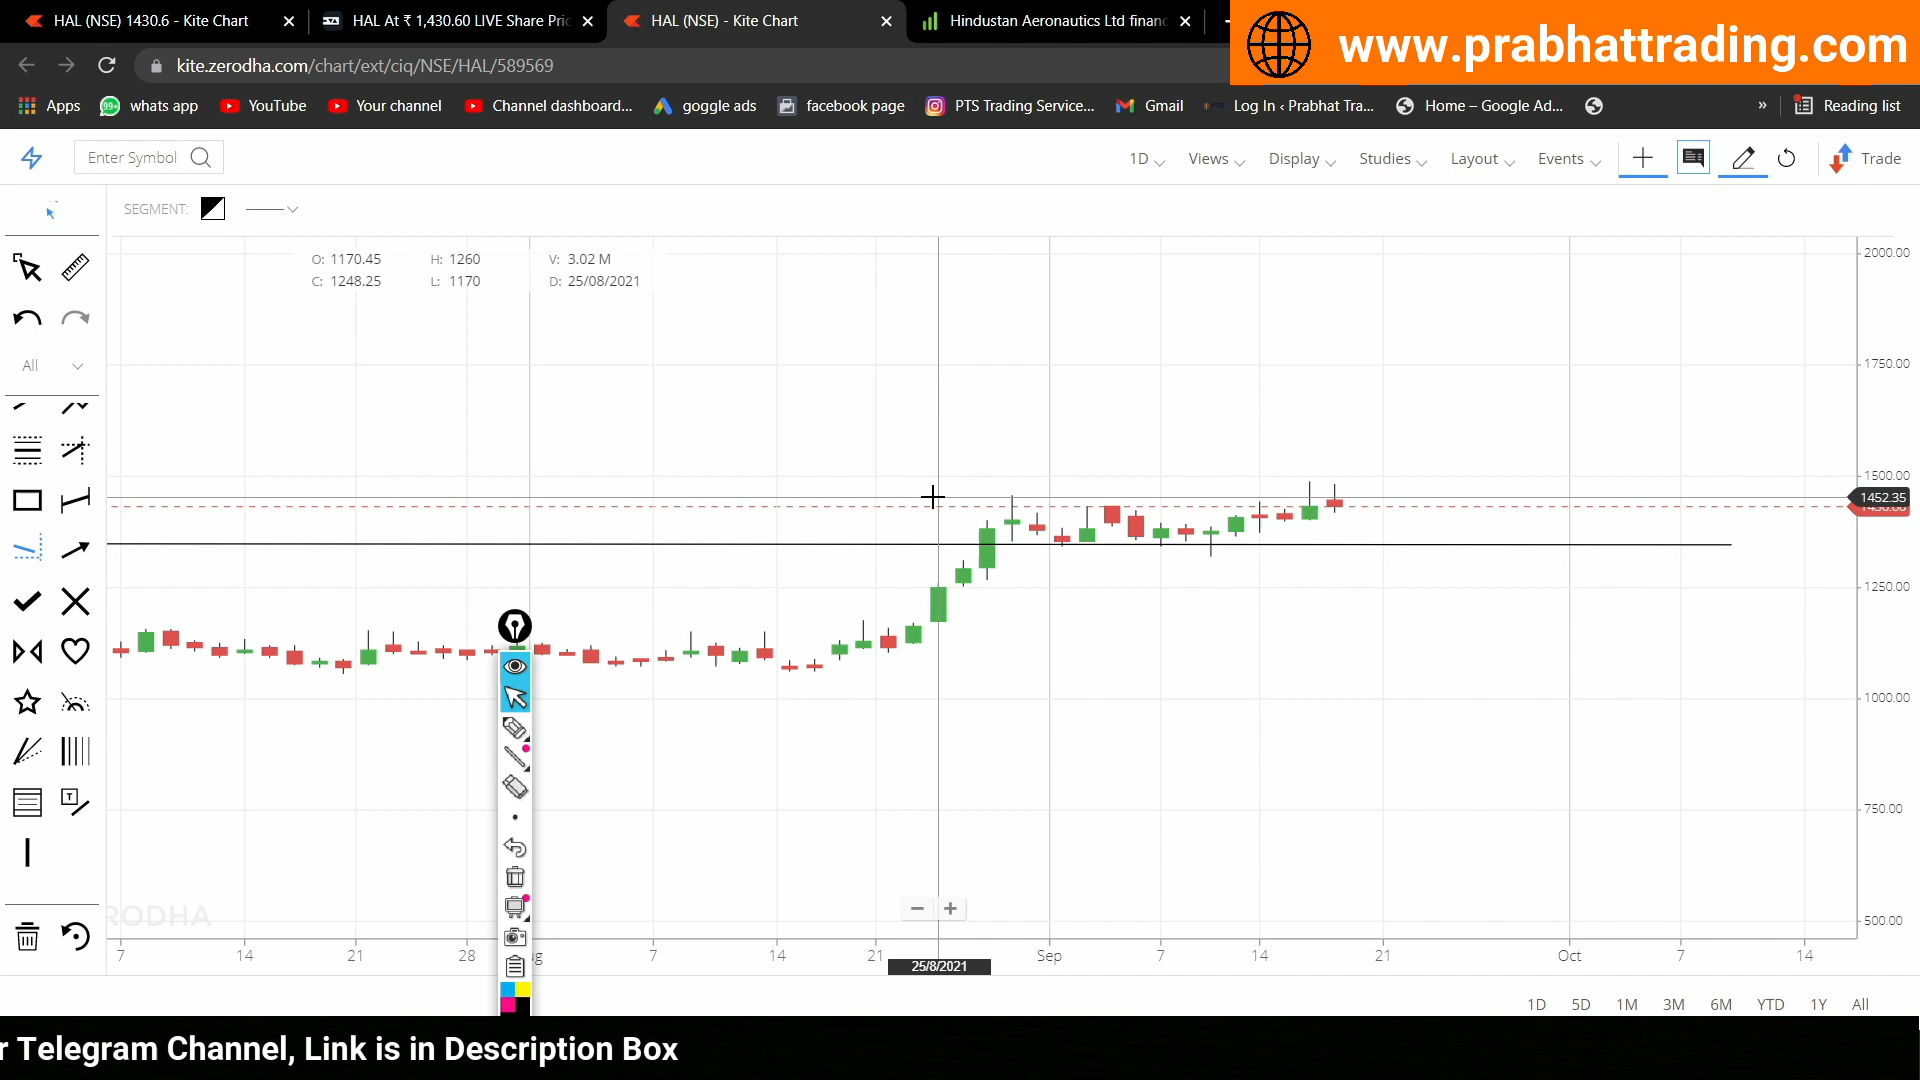 HAL (NSE) 1430.6 - Kite Chart
HAL At ₹ 1,430.60 LIVE Share Pric
HAL (NSE) - Kite Chart
Hindustan Aeronautics Ltd financ
www.prabhattrading.com
kite.zerodha.com/chart/ext/ciq/NSE/HAL/589569
Apps
99+
whats app
YouTube
Your channel
Channel dashboard...
goggle ads
facebook page
PTS Trading Service...
Gmail
Log In ‹ Prabhat Tra...
Home – Google Ad...
»
Reading list
Enter Symbol
1D
Views
Display
Studies
Layout
Events
Trade
SEGMENT:
O: 1170.45 H: 1260 V: 3.02 M
C: 1248.25 L: 1170 D: 25/08/2021
All
T
2000.00
1750.00
1500.00
1452.35
1250.00
1000.00
750.00
500.00
RODHA
7 14 21 28 ug 7 14 21 25/8/2021 Sep 7 14 21 Oct 7 14
1D 5D 1M 3M 6M YTD 1Y All
r Telegram Channel, Link is in Description Box